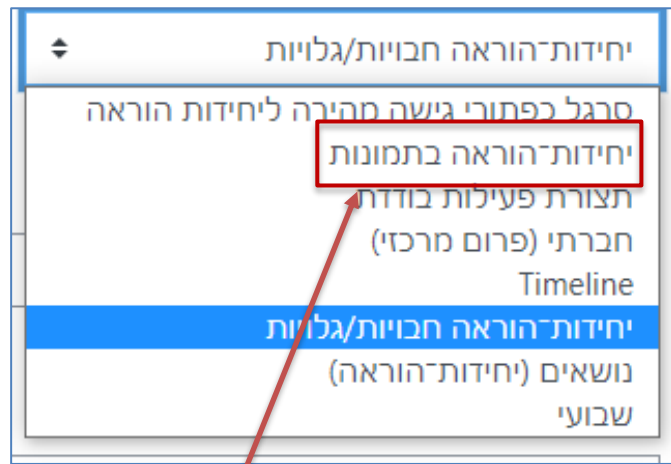 יחידות־הוראה חבויות/גלויות
סרגל כפתורי גישה מהירה ליחידות הוראה
יחידות־הוראה בתמונות
תצורת פעילות בודדת
חברתי (פרום מרכזי)
Timeline
יחידות־הוראה חבויות/גלויות
נושאים (יחידות־הוראה)
שבועי